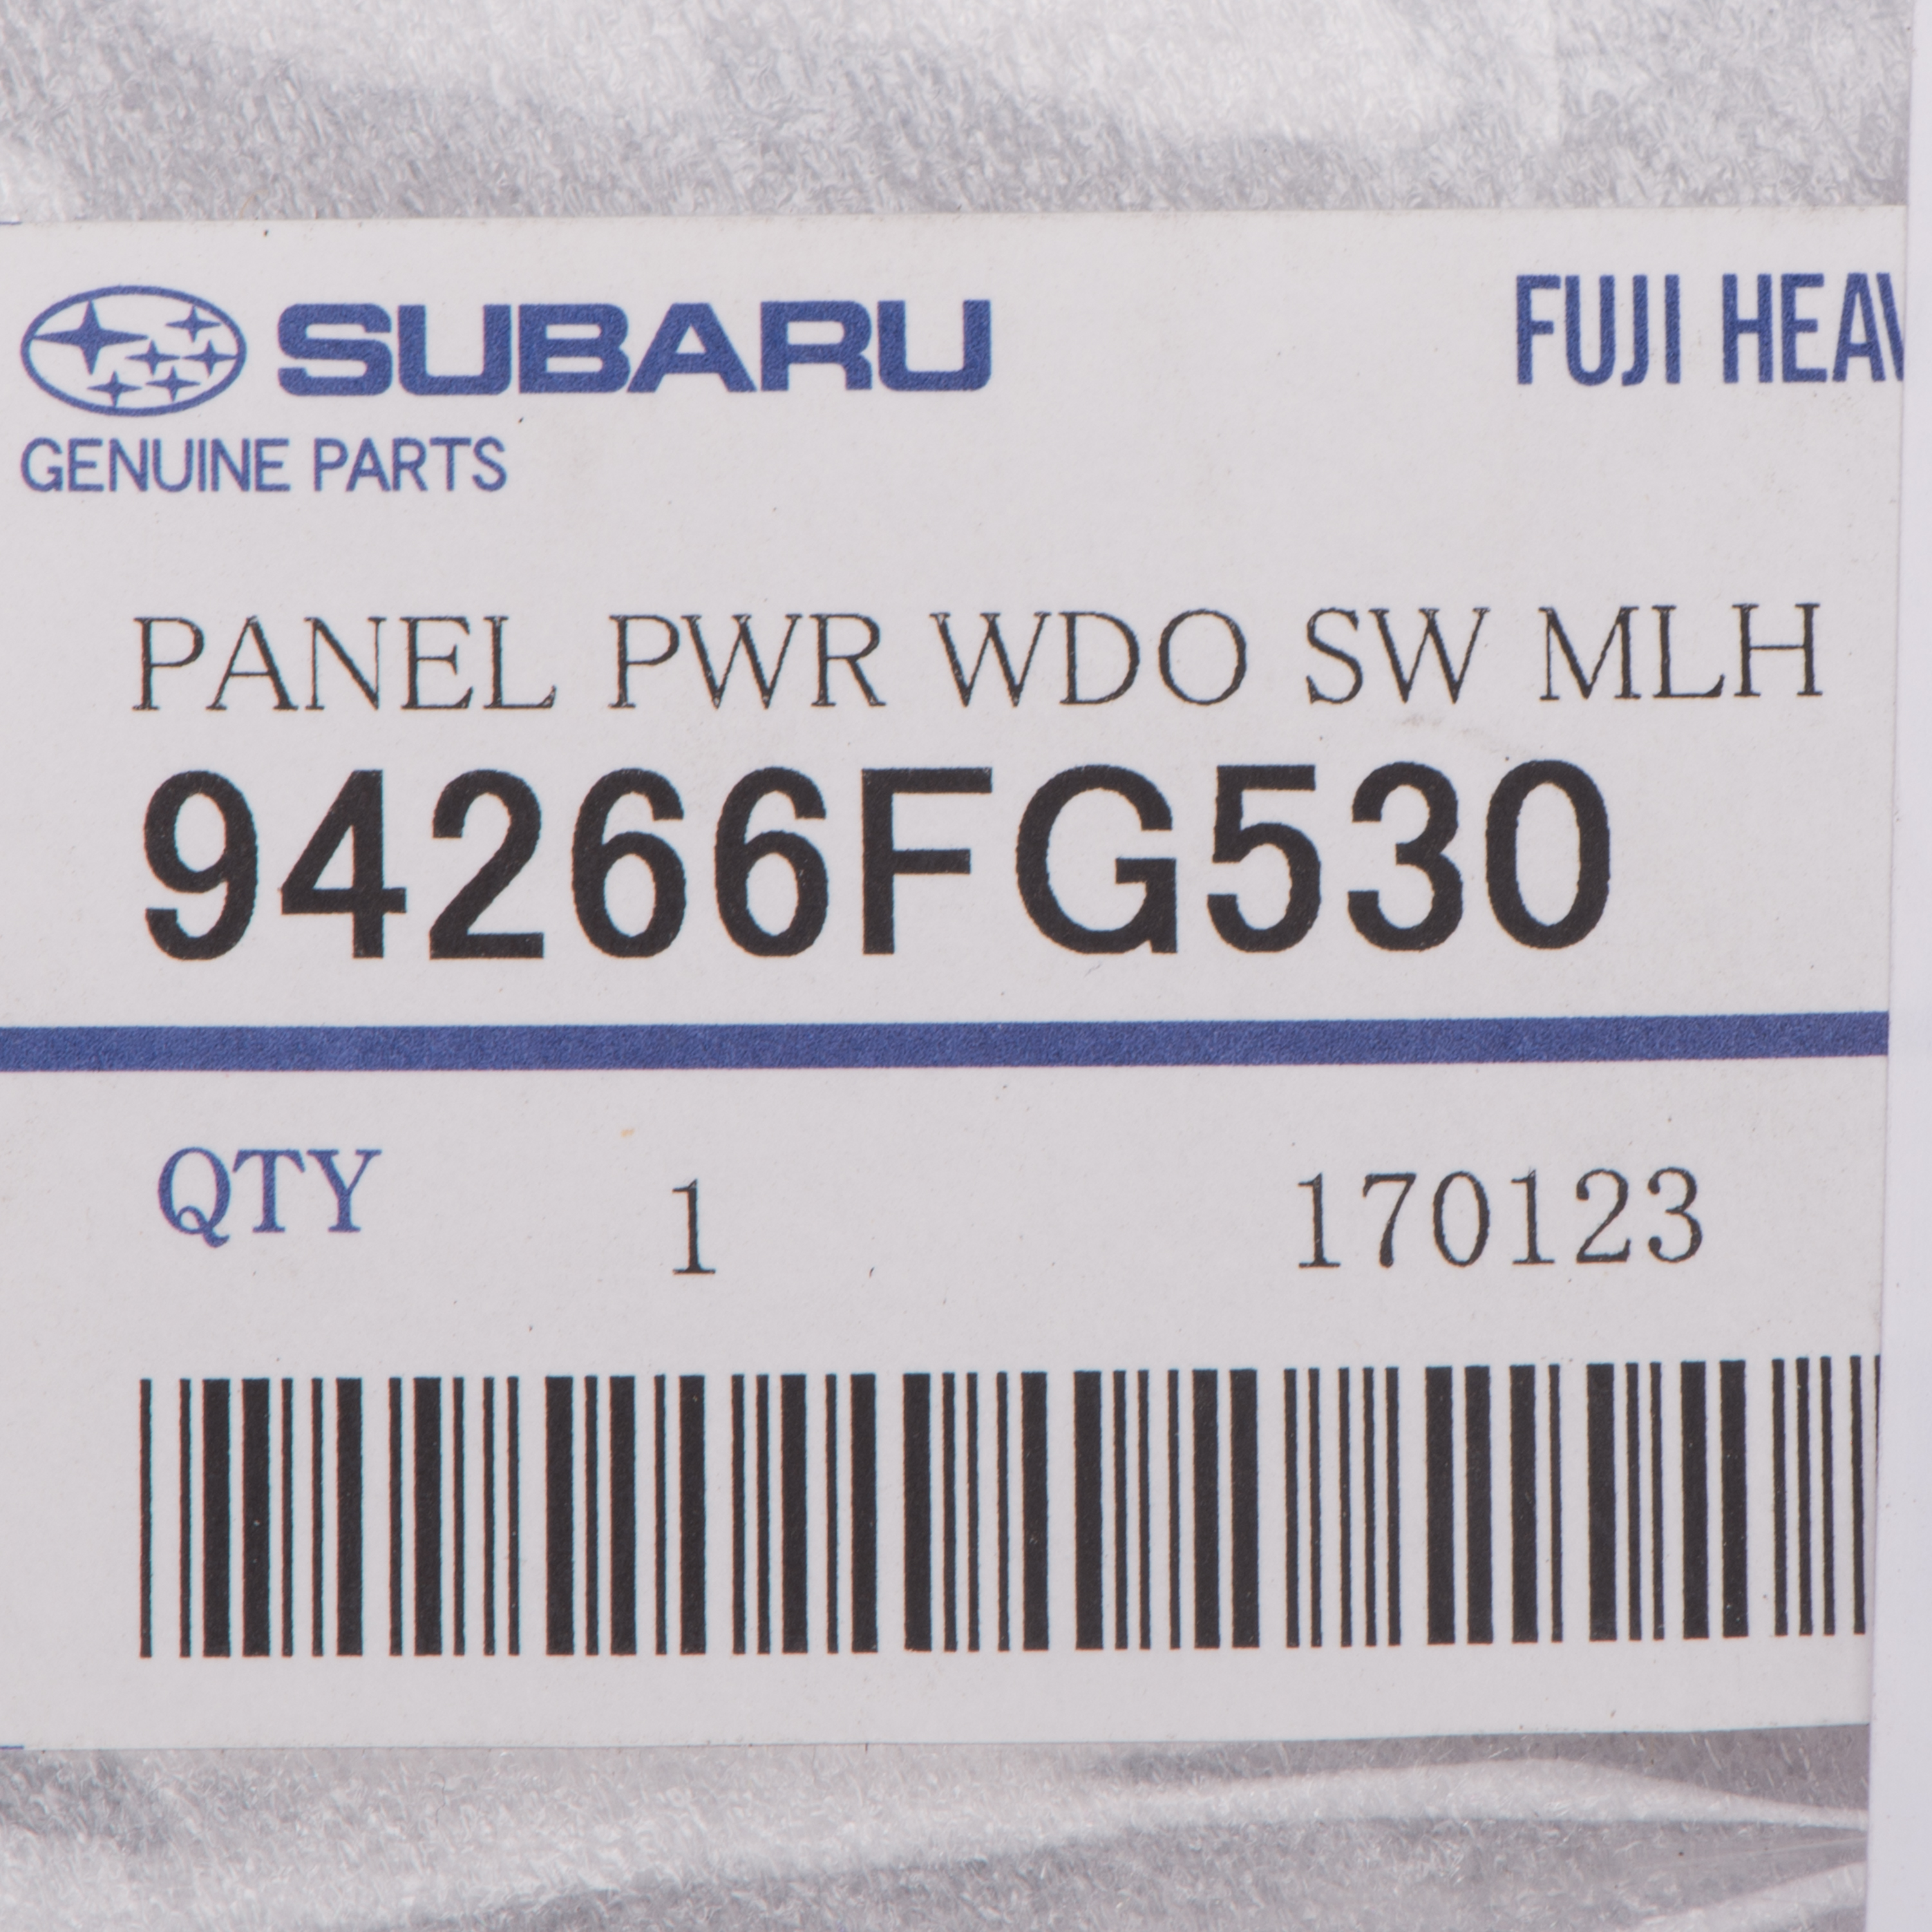 SUBARU FUJI HEAV
GENUINE PARTS
PANEL PWR WDO SW MLH
94266FG530
QTY 1 170123